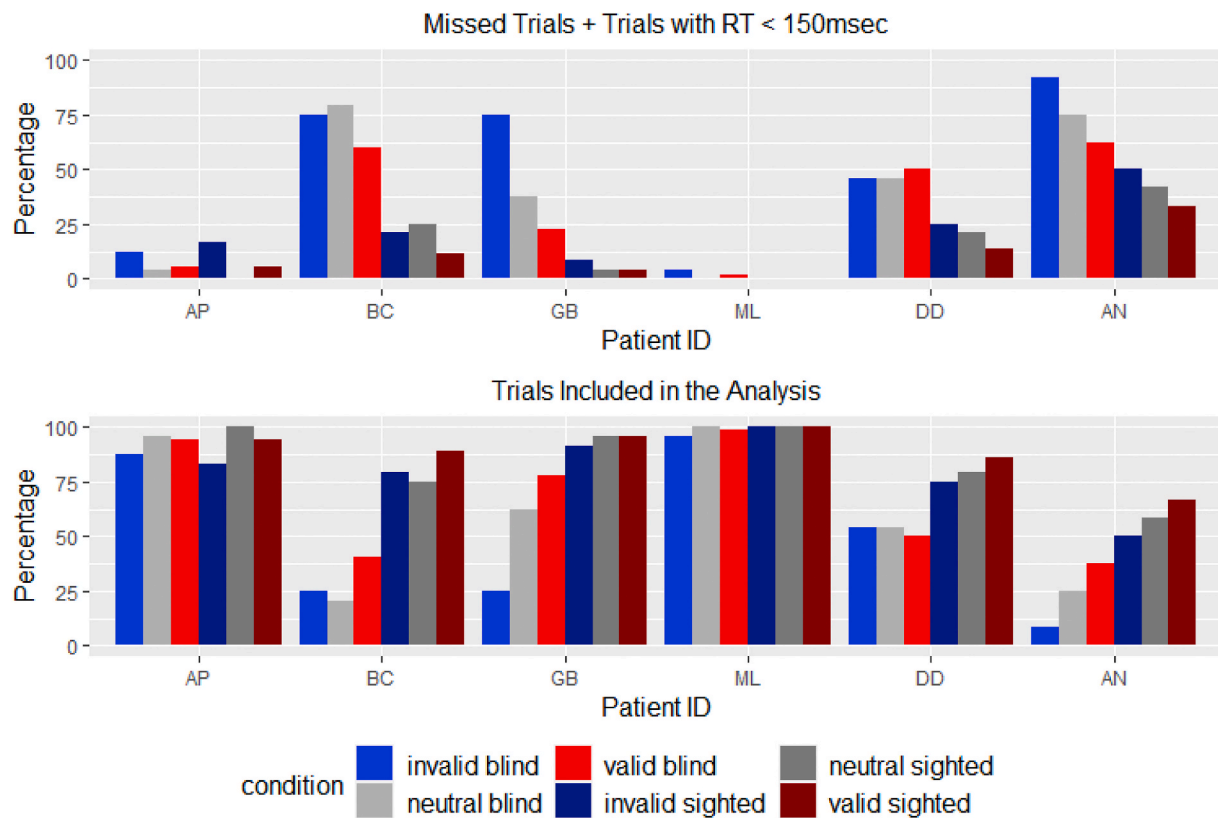 Missed Trials + Trials with RT < 150msec
Percentage
100
75
50
25
0
AP BC GB ML DD AN
Patient ID
Trials Included in the Analysis
Percentage
100
75
50
25
0
AP BC GB ML DD AN
Patient ID
condition
invalid blind valid blind neutral sighted
neutral blind invalid sighted valid sighted